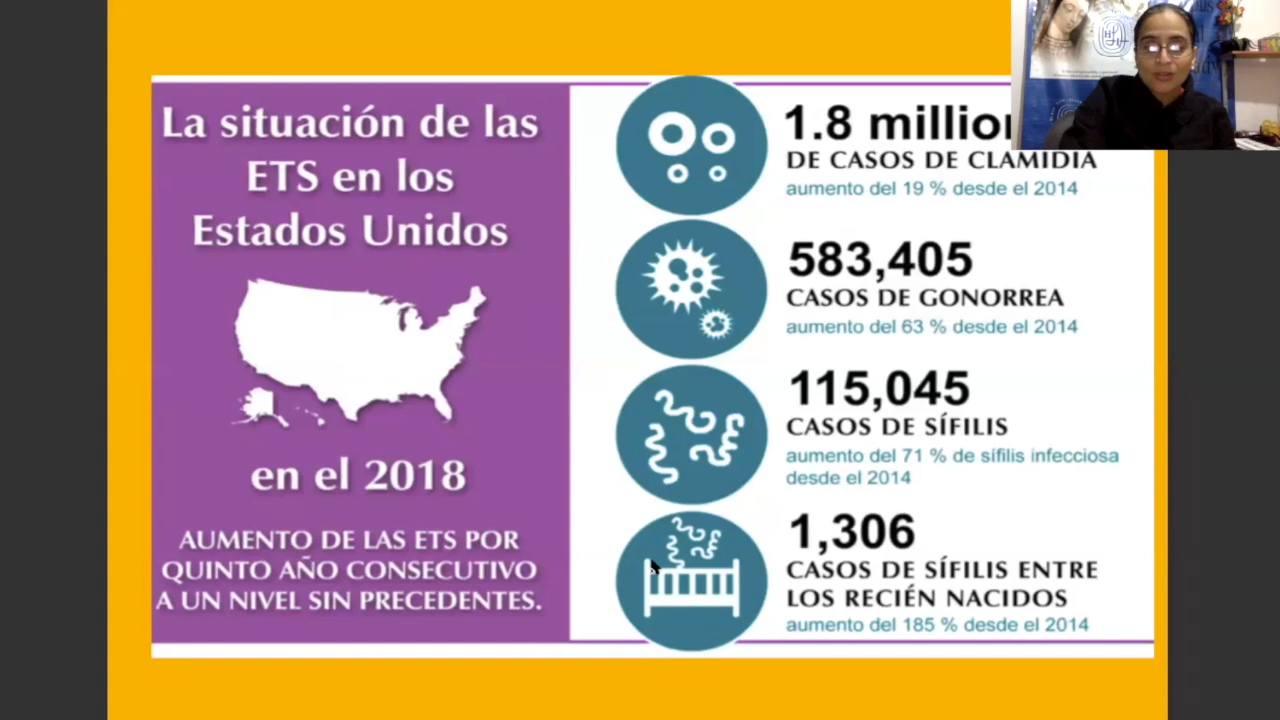 La situación de las
ETS en los
Estados Unidos
en el 2018
AUMENTO DE LAS ETS POR
QUINTO AÑO CONSECUTIVO
A UN NIVEL SIN PRECEDENTES.
1.8
DE CASOS DE CLAMIDIA
aumento del 19 % desde el 2014
583,405
CASOS DE GONORREA
aumento del 63 % desde el 2014
115,045
CASOS DE SÍFILIS
aumento del 71 % de sífilis infecciosa
desde el 2014
1,306
CASOS DE SÍFILIS ENTRE
LOS RECIÉN NACIDOS
aumento del 185 % desde el 2014